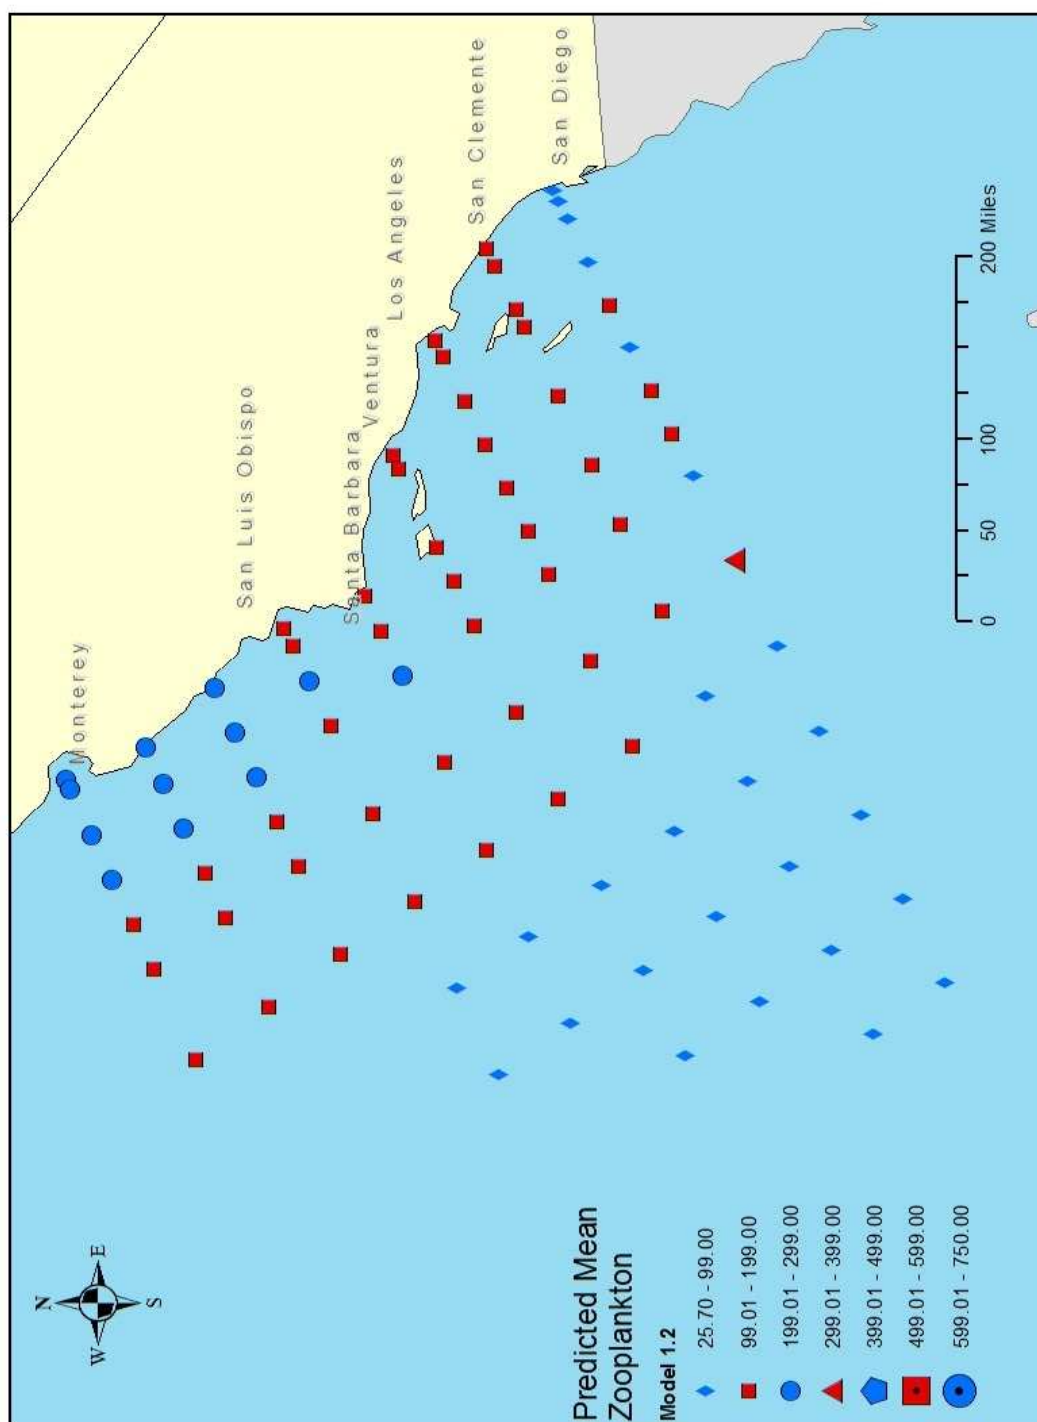 Monterey
San Luis Obispo
Santa Barbara
Ventura
Los Angeles
San Clemente
San Diego
N
W
E
S
Predicted Mean
Zooplankton
Model 1.2
25.70 - 99.00
99.01 - 199.00
199.01 - 299.00
299.01 - 399.00
399.01 - 499.00
499.01 - 599.00
599.01 - 750.00
0 50 100 200 Miles